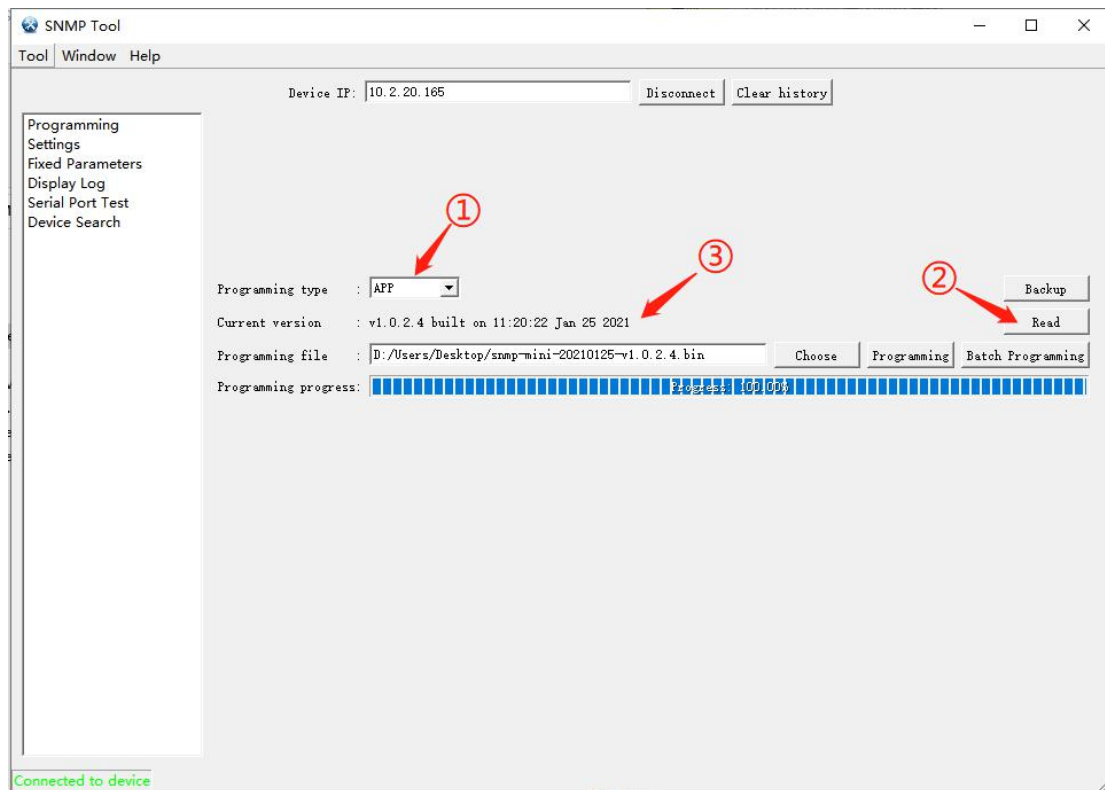 SNMP Tool
Tool Window Help
Device IP: 10.2.20.165 Disconnect Clear history
Programming
Settings
Fixed Parameters
Display Log
Serial Port Test
Device Search
①
③
②
Programming type : APP Backup
Current version : v1.0.2.4 built on 11:20:22 Jan 25 2021 Read
Programming file : D:/Users/Desktop/snmp-mini-20210125-v1.0.2.4.bin Choose Programming Batch Programming
Programming progress: Progress: 100.00%
Connected to device